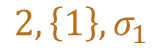 2, {1}, σ₁